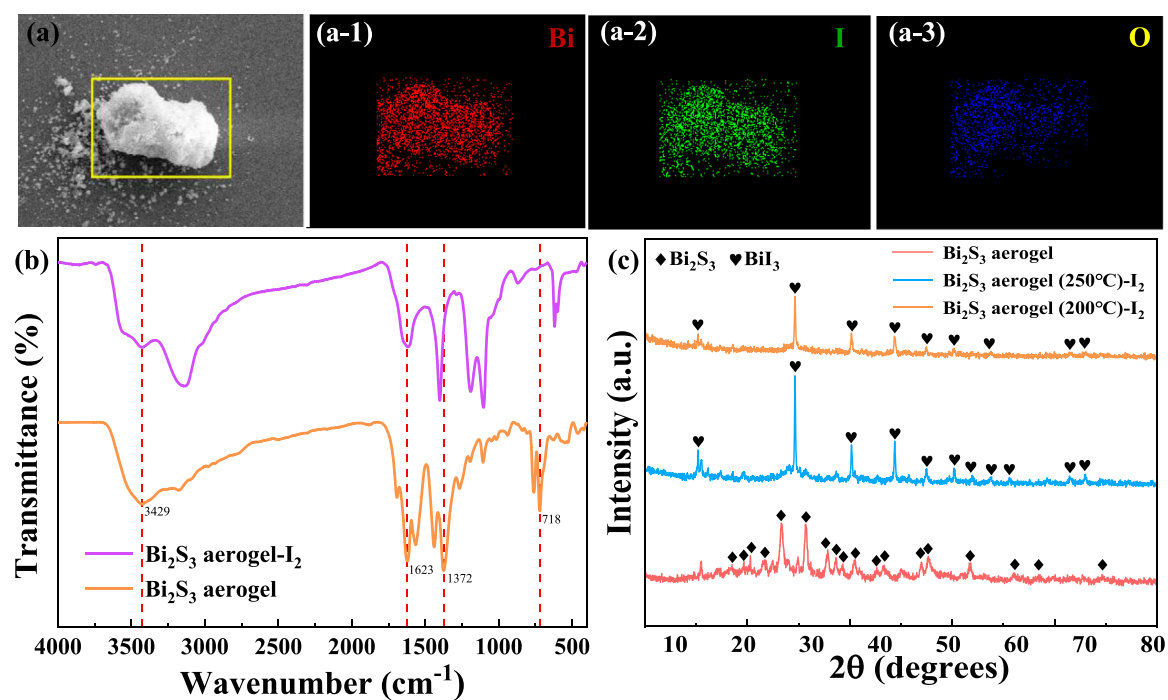 (a)
(a-1) Bi
(a-2) I
(a-3) O
(b)
Transmittance (%)
3429
1623
1372
718
Bi₂S₃ aerogel-I₂
Bi₂S₃ aerogel
4000 3500 3000 2500 2000 1500 1000 500
Wavenumber (cm⁻¹)
(c)
♦Bi₂S₃ ♥BiI₃
Bi₂S₃ aerogel
Bi₂S₃ aerogel (250℃)-I₂
Bi₂S₃ aerogel (200℃)-I₂
Intensity (a.u.)
10 20 30 40 50 60 70 80
2θ (degrees)